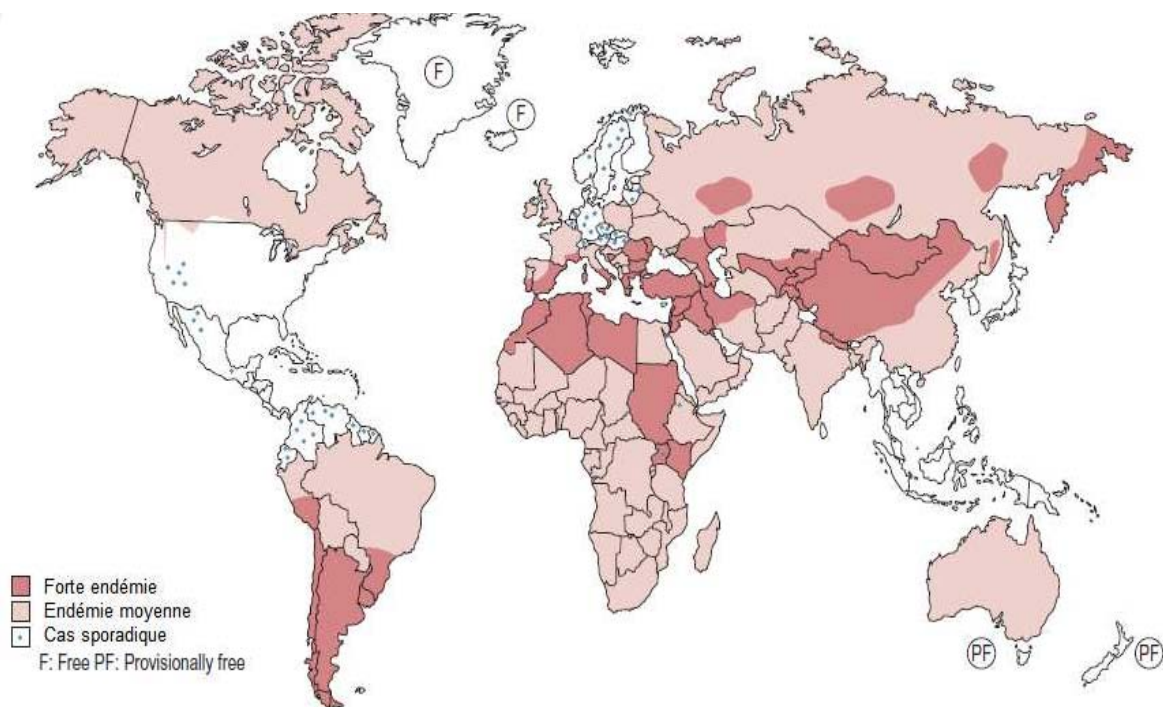 F
F
Forte endémie
Endémie moyenne
Cas sporadique
F: Free PF: Provisionally free
PF
PF